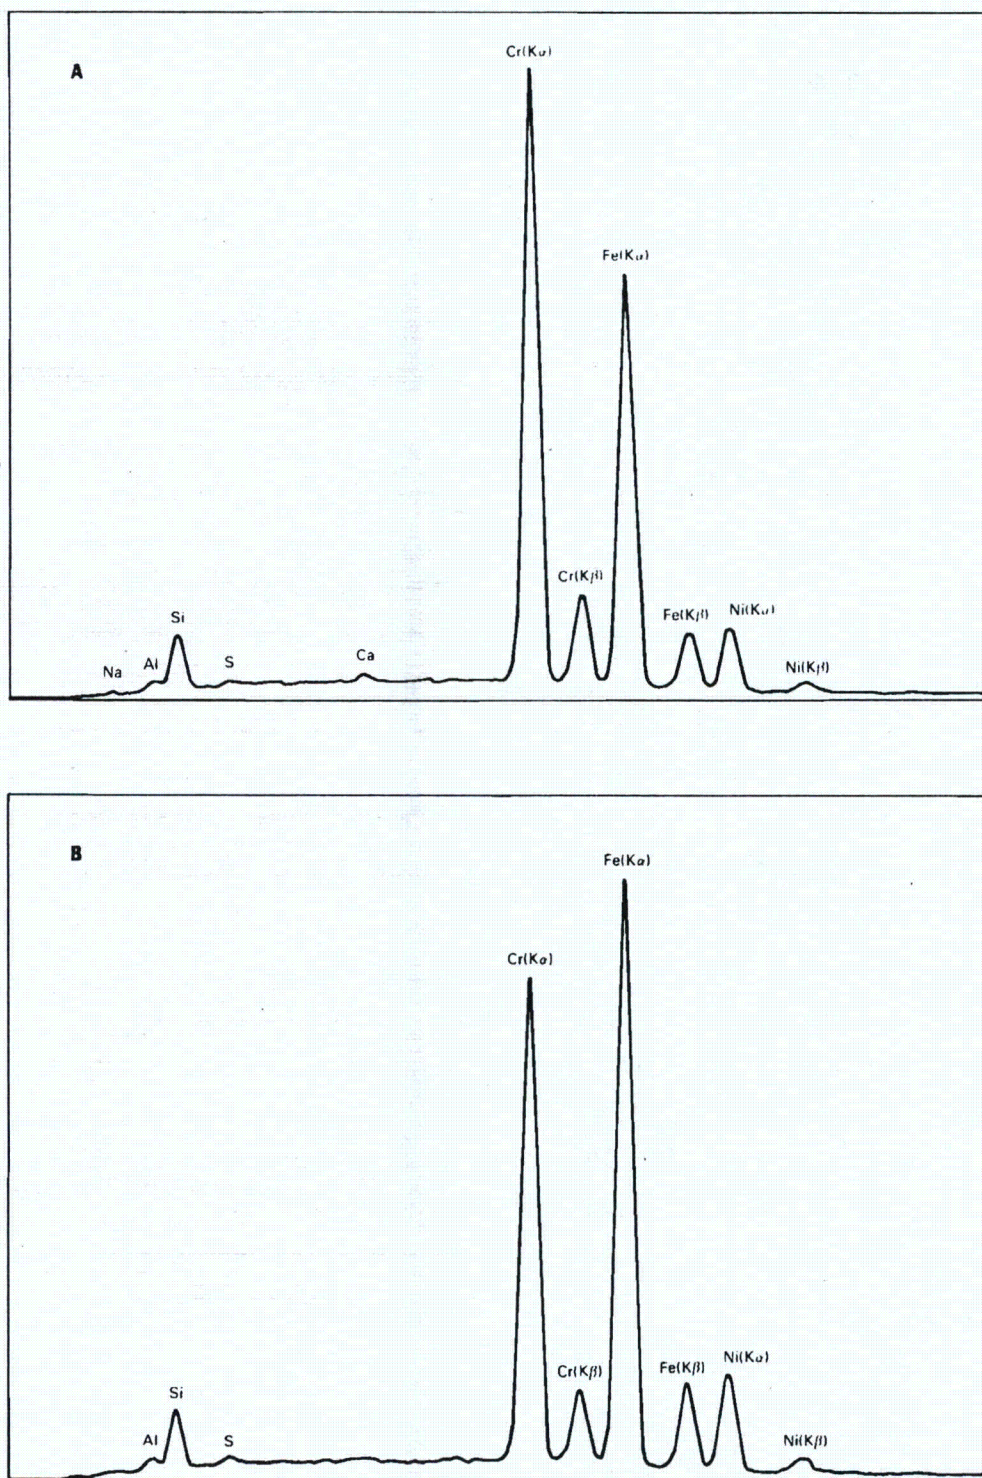 A
Cr(Kα)
Fe(Kα)
Cr(Kβ)
Si
Fe(Kβ)
Ni(Kα)
Na
Al
S
Ca
Ni(Kβ)
B
Fe(Kα)
Cr(Kα)
Cr(Kβ)
Fe(Kβ)
Ni(Kα)
Si
Al
S
Ni(Kβ)